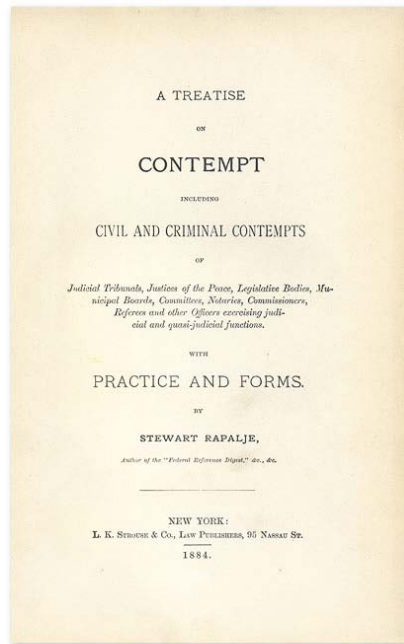 A TREATISE
ON
CONTEMPT
INCLUDING
CIVIL AND CRIMINAL CONTEMPTS
OF
Judicial Tribunals, Justices of the Peace, Legislative Bodies, Mu-
nicipal Boards, Committees, Notaries, Commissioners,
Referees and other Officers exercising judi-
cial and quasi-judicial functions.
WITH
PRACTICE AND FORMS.
BY
STEWART RAPALJE,
Author of the "Federal Reference Digest," &c., &c.
NEW YORK:
L. K. STROUSE & CO., LAW PUBLISHERS, 95 NASSAU ST.
1884.